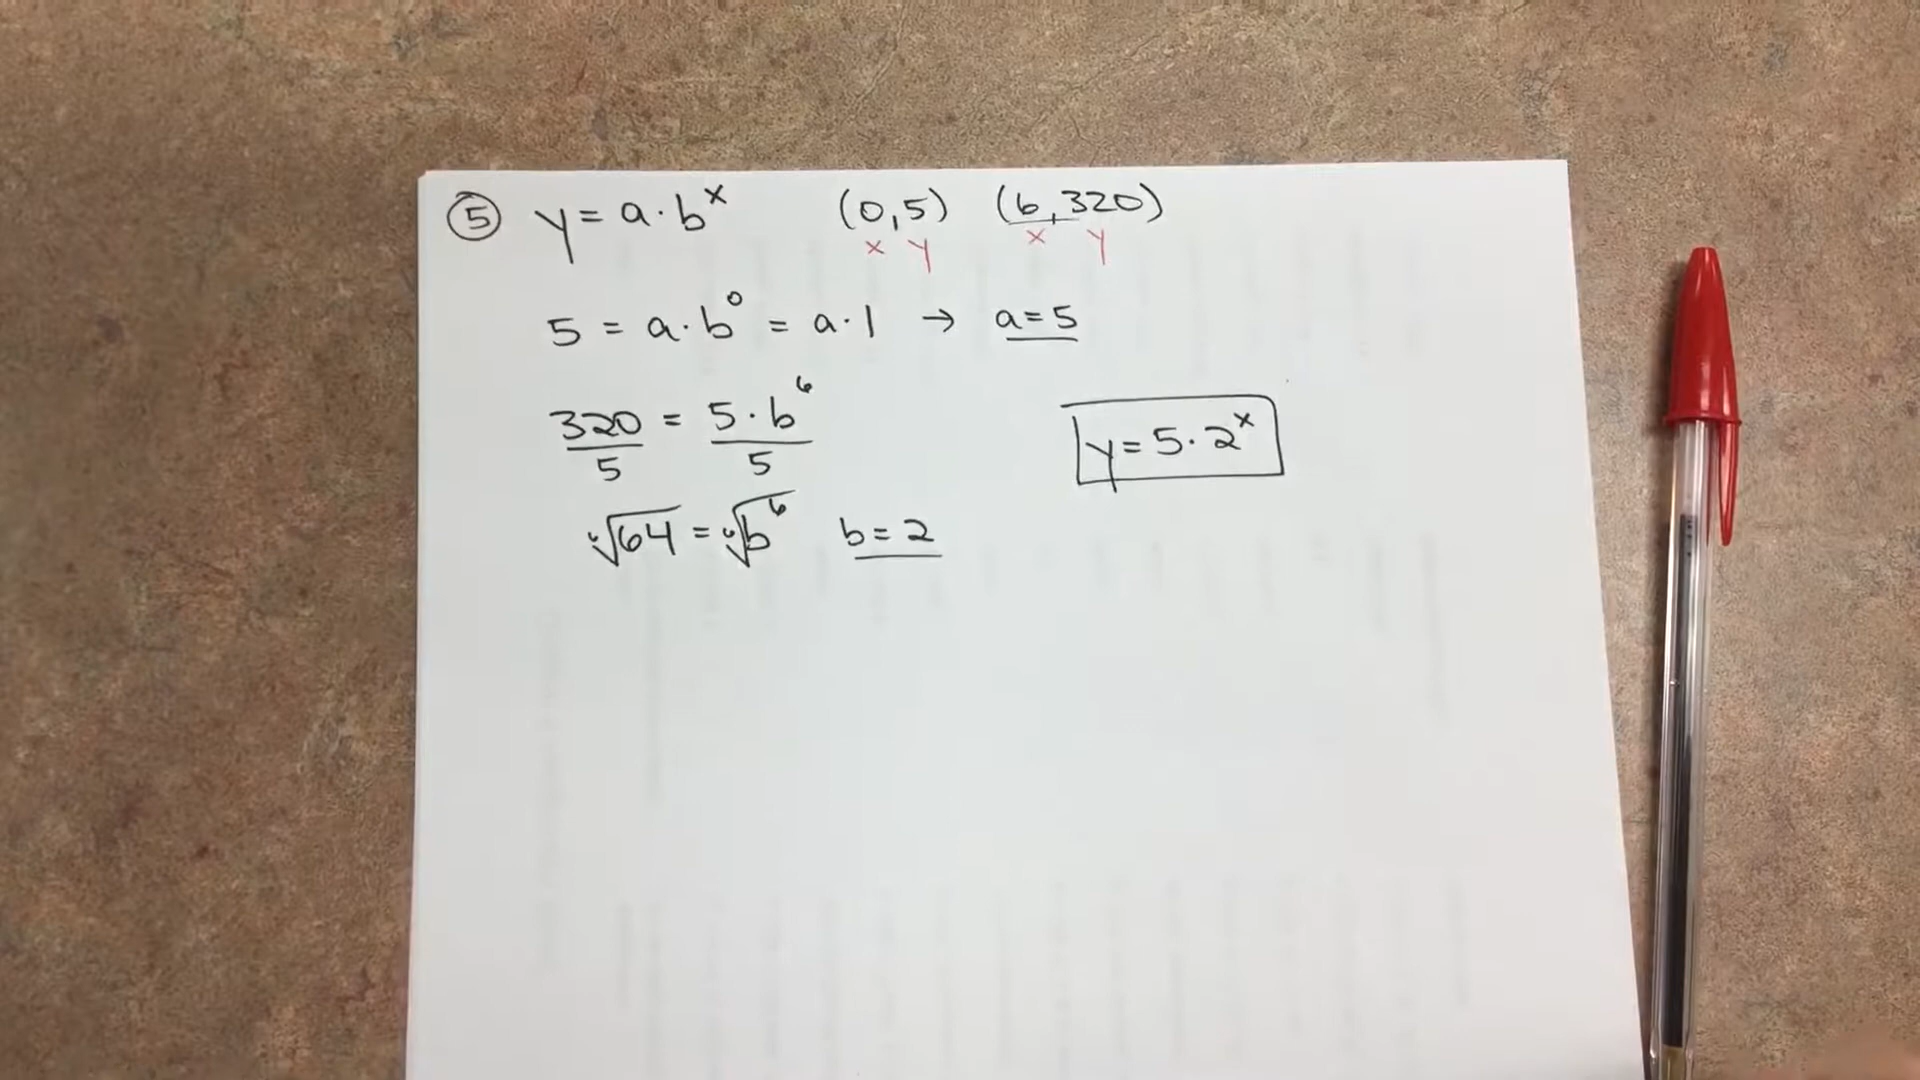 ⑤ y = a · b^x (0,5) (6,320)
x y x y
5 = a · b^0 = a · 1 → a = 5
320/5 = 5 · b^6/5
y = 5 · 2^x
⁶√64 = ⁶√b^6 b = 2